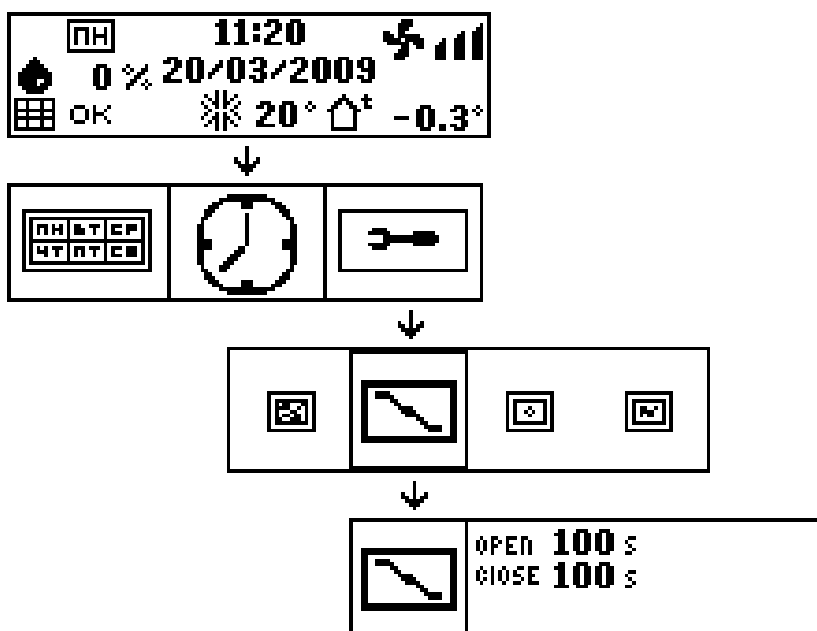 ПН 11:20
0 % 20/03/2009
OK 20° t -0.3°
ПН ВТ СР
ЧТ ПТ СБ
OPEN 100 s
CLOSE 100 s